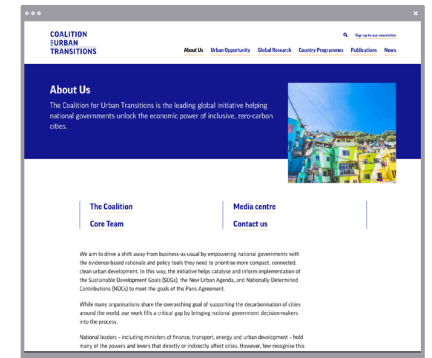 COALITION
FOR URBAN
TRANSITIONS
Sign up to our newsletter
About Us Urban Opportunity Global Research Country Programmes Publications News
About Us
The Coalition for Urban Transitions is the leading global initiative helping
national governments unlock the economic power of inclusive, zero-carbon
cities.
The Coalition Media centre
Core Team Contact us
We aim to drive a shift away from business-as-usual by empowering national governments with
the evidence-based rationale and policy tools they need to prioritise more compact, connected,
clean urban development. In this way, the initiative helps catalyse and inform implementation of
the Sustainable Development Goals (SDGs), the New Urban Agenda, and Nationally Determined
Contributions (NDCs) to meet the goals of the Paris Agreement.
While many organisations share the overarching goal of supporting the decarbonisation of cities
around the world, our work fills a critical gap by bringing national government decision-makers
into the process.
National leaders – including ministers of finance, transport, energy and urban development – hold
many of the powers and levers that directly or indirectly affect cities. However, few recognise this